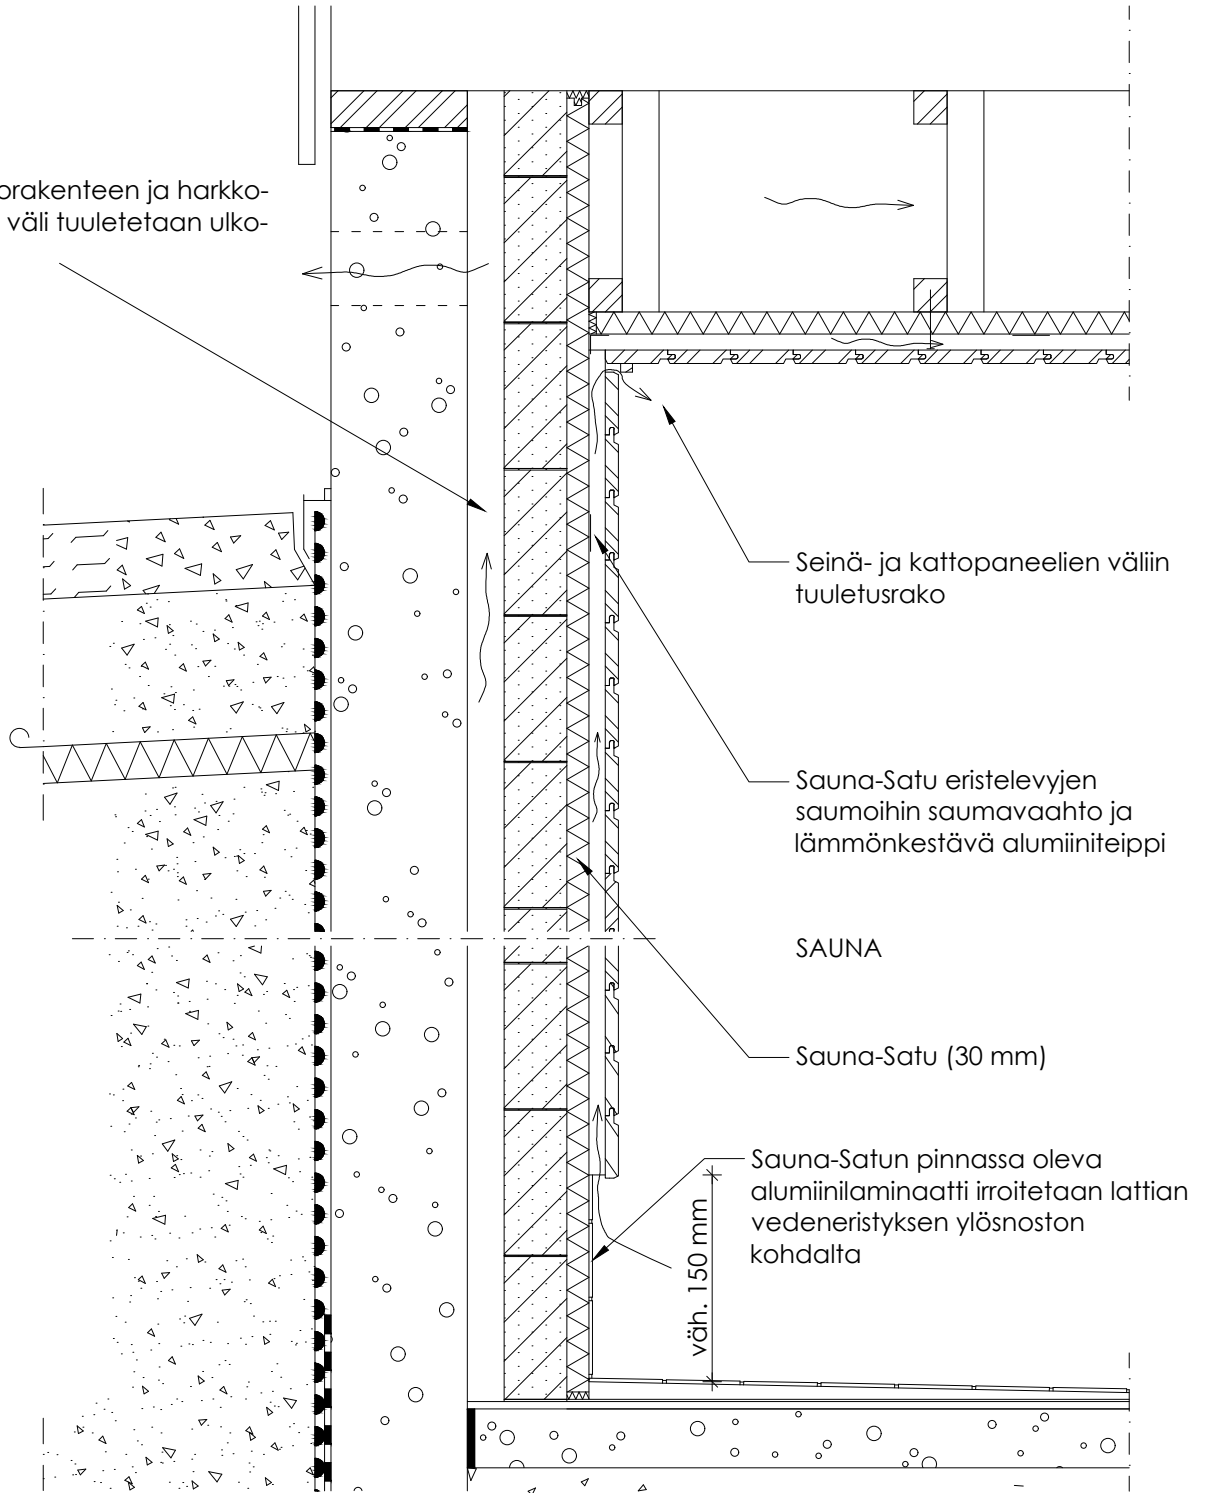 orakenteen ja harkko-
väli tuuletetaan ulko-
Seinä- ja kattopaneelien väliin
tuuletusrako
Sauna-Satu eristelevyjen
saumoihin saumavaahto ja
lämmönkestävä alumiiniteippi
SAUNA
Sauna-Satu (30 mm)
Sauna-Satun pinnassa oleva
alumiinilaminaatti irroitetaan lattian
vedeneristyksen ylösnoston
kohdalta
väh. 150 mm